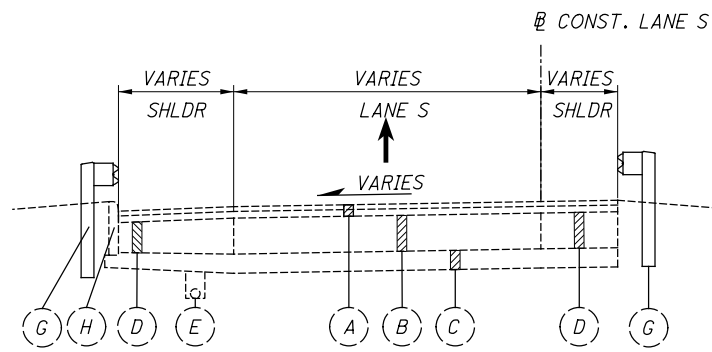 ℄ CONST. LANE S
VARIES VARIES VARIES
SHLDR LANE S SHLDR
VARIES
G H D E A B C D G